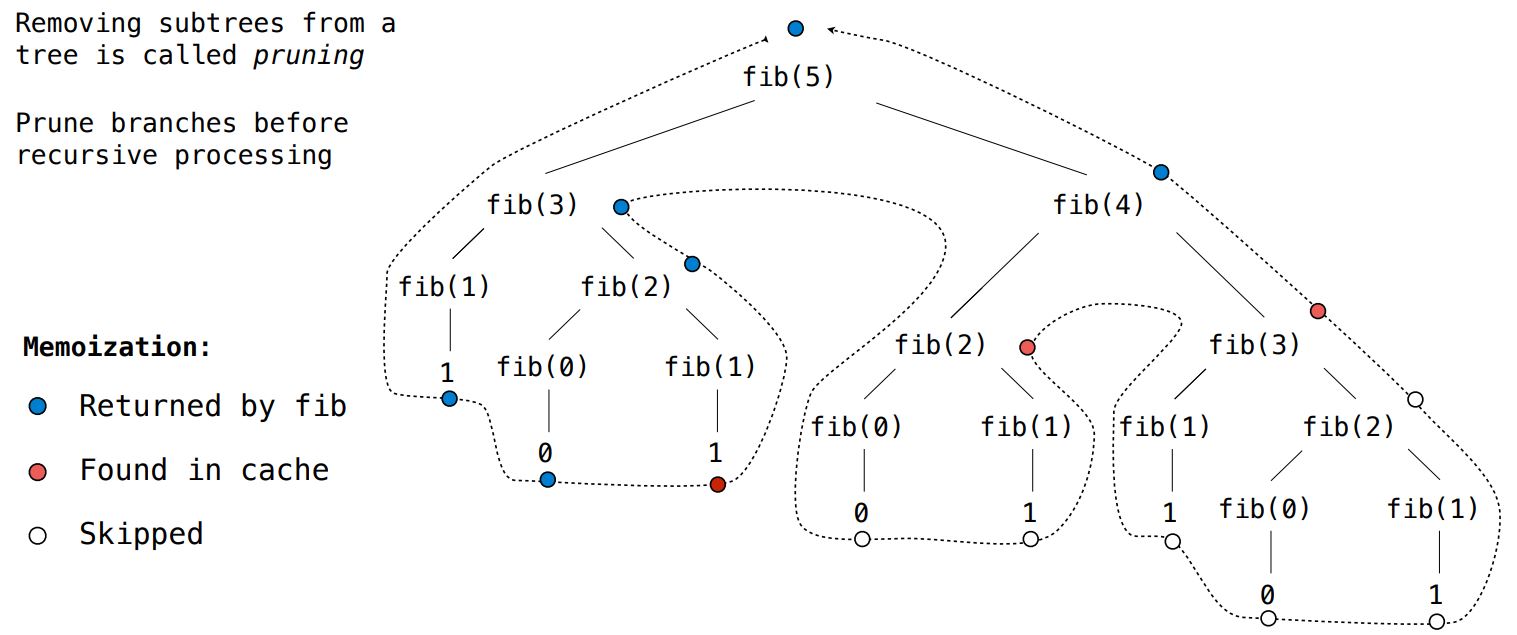 Removing subtrees from a
tree is called pruning
Prune branches before
recursive processing
fib(5)
fib(3)
fib(4)
fib(1)
fib(2)
fib(2)
fib(3)
1
fib(0)
fib(1)
fib(0)
fib(1)
fib(1)
fib(2)
0
1
0
1
1
fib(0)
fib(1)
0
1
Memoization:
Returned by fib
Found in cache
Skipped